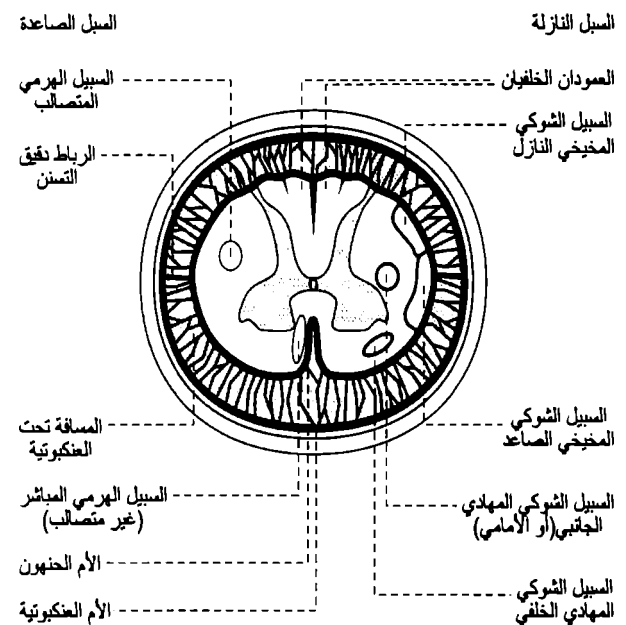 السبل النازلة
السبل الصاعدة
العمودان الخلفيان
السبيل الشوكي
المخيخي النازل
السبيل الهرمي
المتصالب
الرباط دقيق
التسنن
السبيل الشوكي
المخيخي الصاعد
السبيل الشوكي المهادي
الجانبي(أو الأمامي)
السبيل الشوكي
المهادي الخلفي
المسافة تحت
العنكبوتية
السبيل الهرمي المباشر
(غير متصالب)
الأم الحنهون
الأم العنكبوتية